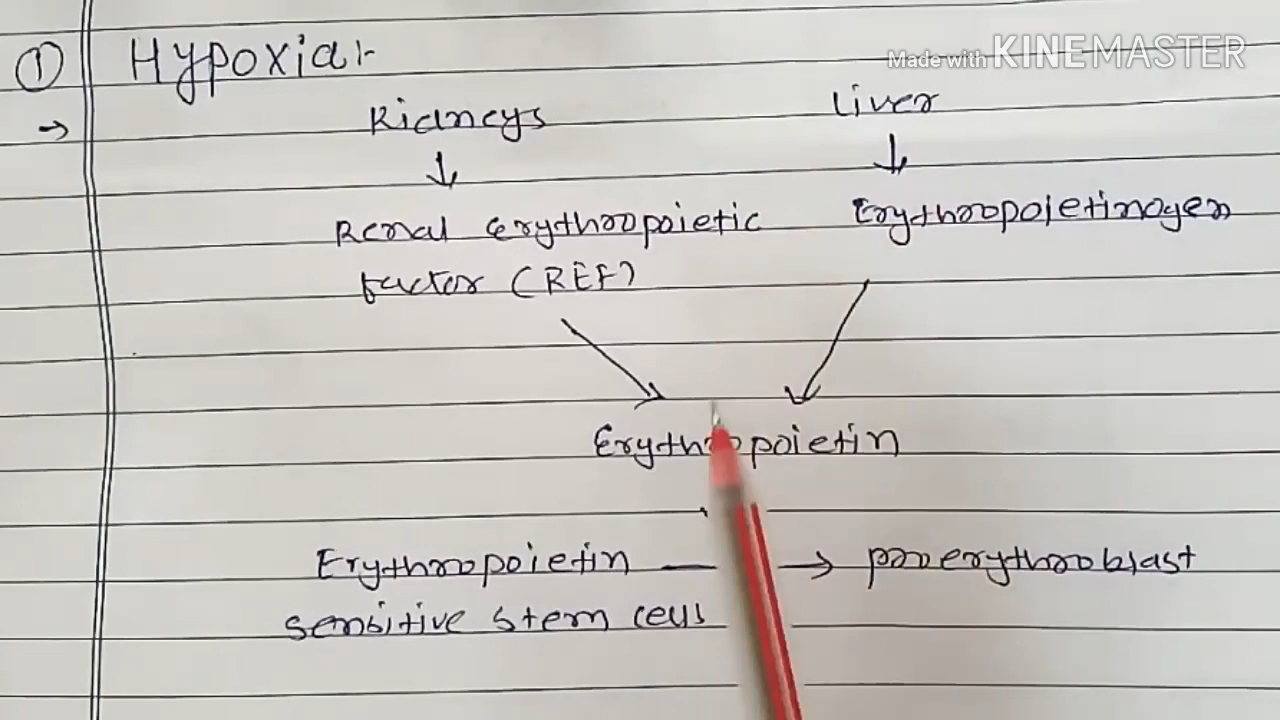 ① Hypoxia:-
Made with KINEMASTER
→ Kidneys Liver
↓ ↓
Renal erythropoietic Erythropoietinogen
factor (REF)
Erythropoietin
Erythropoietin → proerythroblast
sensitive stem cells